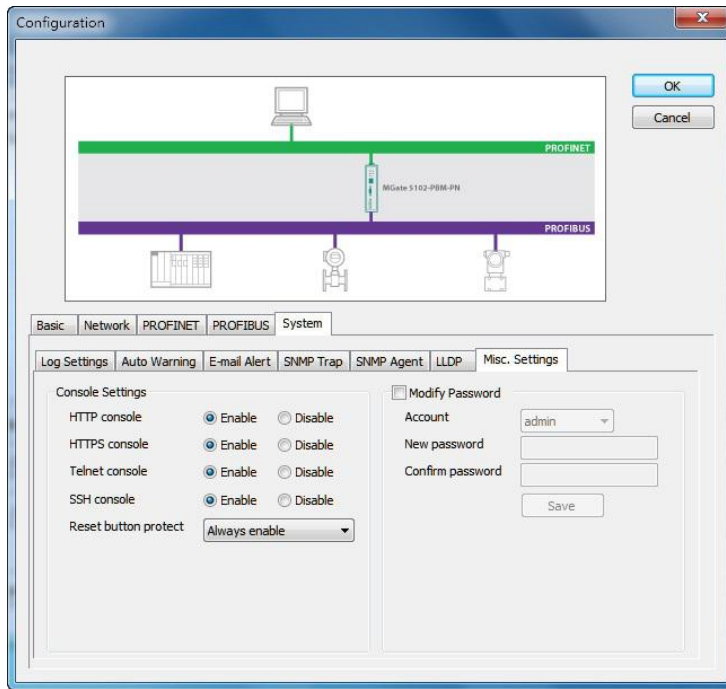 Configuration
OK
Cancel
PROFINET
MGate 5102-PBM-PN
PROFIBUS
Basic Network PROFINET PROFIBUS System
Log Settings Auto Warning E-mail Alert SNMP Trap SNMP Agent LLDP Misc. Settings
Console Settings
HTTP console Enable Disable
HTTPS console Enable Disable
Telnet console Enable Disable
SSH console Enable Disable
Reset button protect Always enable
Modify Password
Account admin
New password
Confirm password
Save